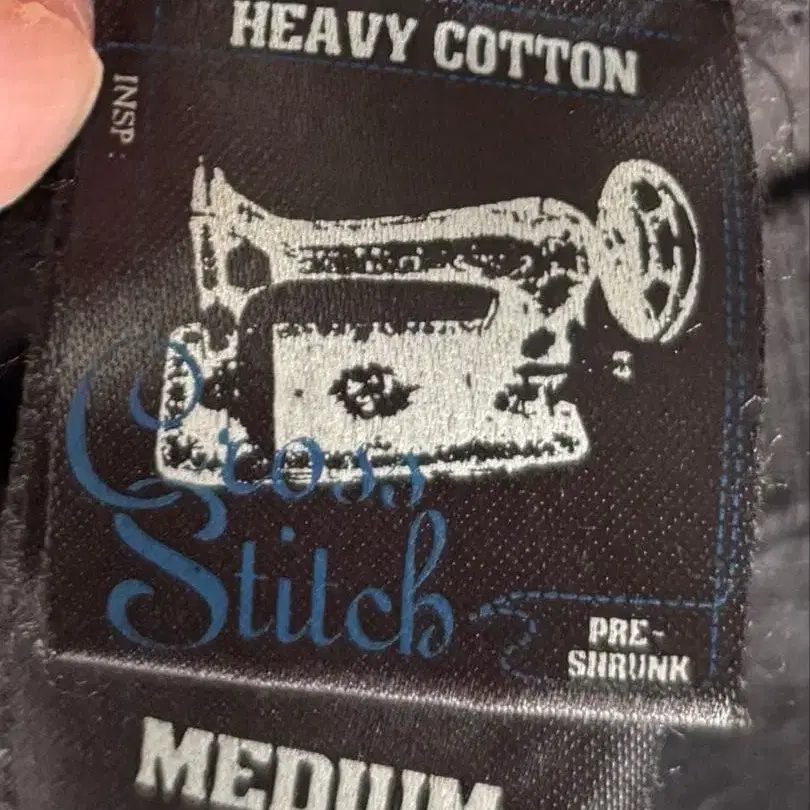 HEAVY COTTON
INSP:
Cross
Stitch
PRE-
SHRUNK
MEDIUM